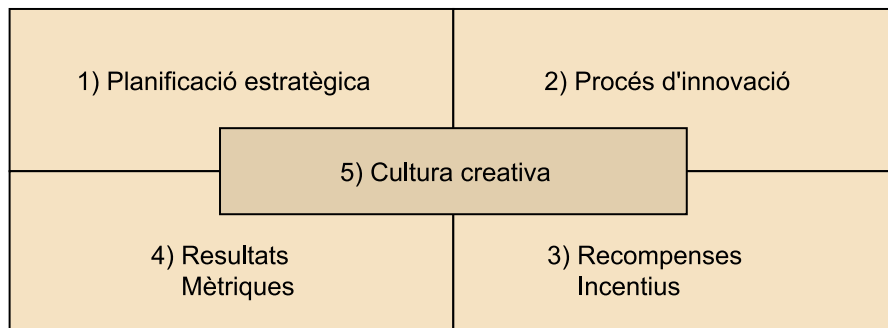 1) Planificació estratègica
2) Procés d'innovació
5) Cultura creativa
4) Resultats
Mètriques
3) Recompenses
Incentius